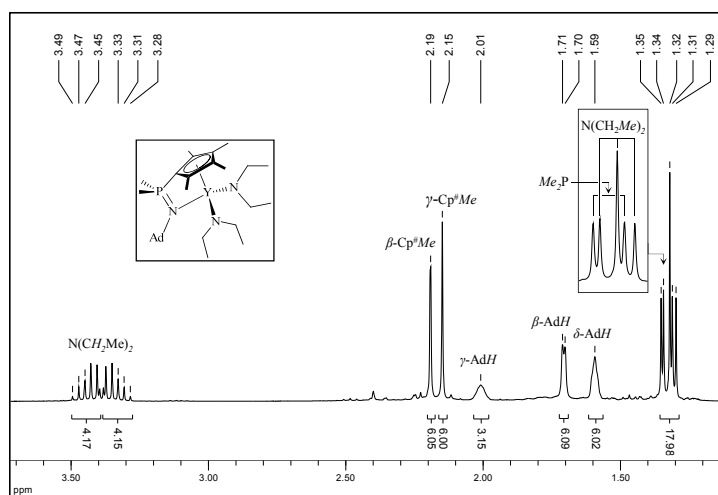 3.49 3.47 3.45 3.33 3.31 3.28 2.19 2.15 2.01 1.71 1.70 1.59 1.35 1.34 1.32 1.31 1.29
N(CH2Me)2
Me2P
P
N
Y
N
N
Ad
γ-Cp#Me
β-Cp#Me
β-AdH
δ-AdH
N(CH2Me)2
γ-AdH
4.17 4.15 6.05 6.00 3.15 6.09 6.02 17.98
ppm 3.50 3.00 2.50 2.00 1.50